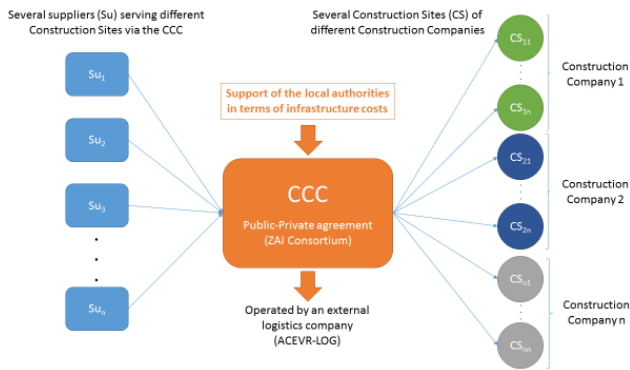 Several suppliers (Su) serving different
Construction Sites via the CCC
Several Construction Sites (CS) of
different Construction Companies
Su1
Su2
Su3
Sun
Support of the local authorities
in terms of infrastructure costs
CCC
Public-Private agreement
(ZAI Consortium)
Operated by an external
logistics company
(ACEVR-LOG)
CS11
CS1n
CS21
CS2n
CSn1
CSnn
Construction
Company 1
Construction
Company 2
Construction
Company n